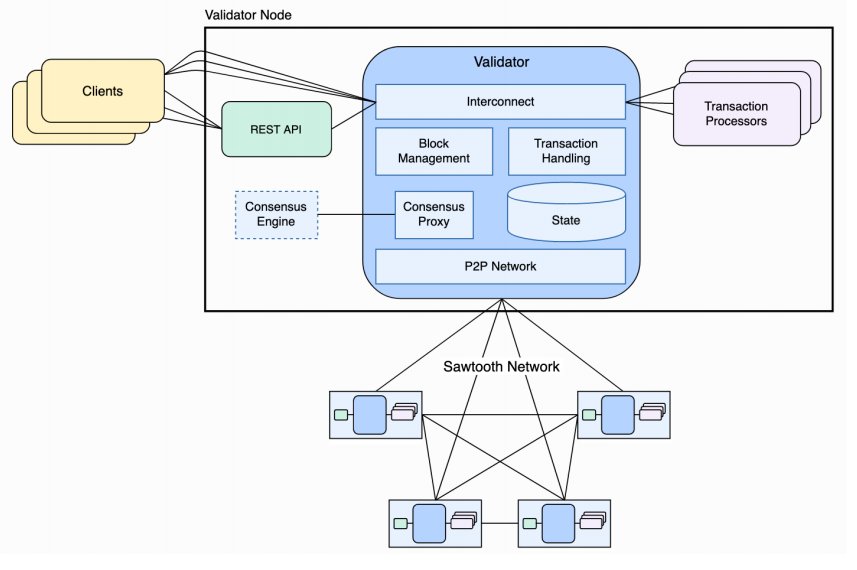 Validator Node
Validator
Clients
Interconnect
REST API
Transaction
Processors
Block
Management
Transaction
Handling
Consensus
Engine
Consensus
Proxy
State
P2P Network
Sawtooth Network